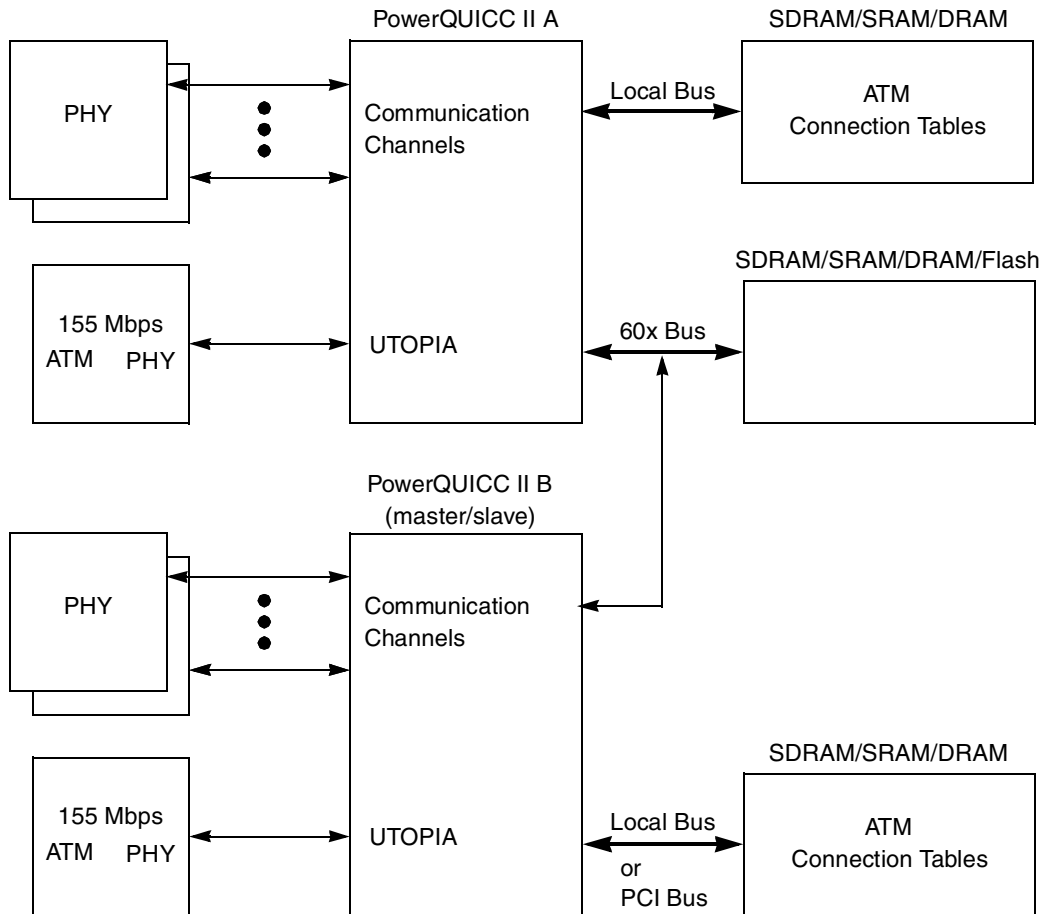 PowerQUICC II A
SDRAM/SRAM/DRAM
PHY
Communication
Channels
Local Bus
ATM
Connection Tables
SDRAM/SRAM/DRAM/Flash
155 Mbps
ATM PHY
UTOPIA
60x Bus
PowerQUICC II B
(master/slave)
PHY
Communication
Channels
SDRAM/SRAM/DRAM
155 Mbps
ATM PHY
UTOPIA
Local Bus
or
PCI Bus
ATM
Connection Tables